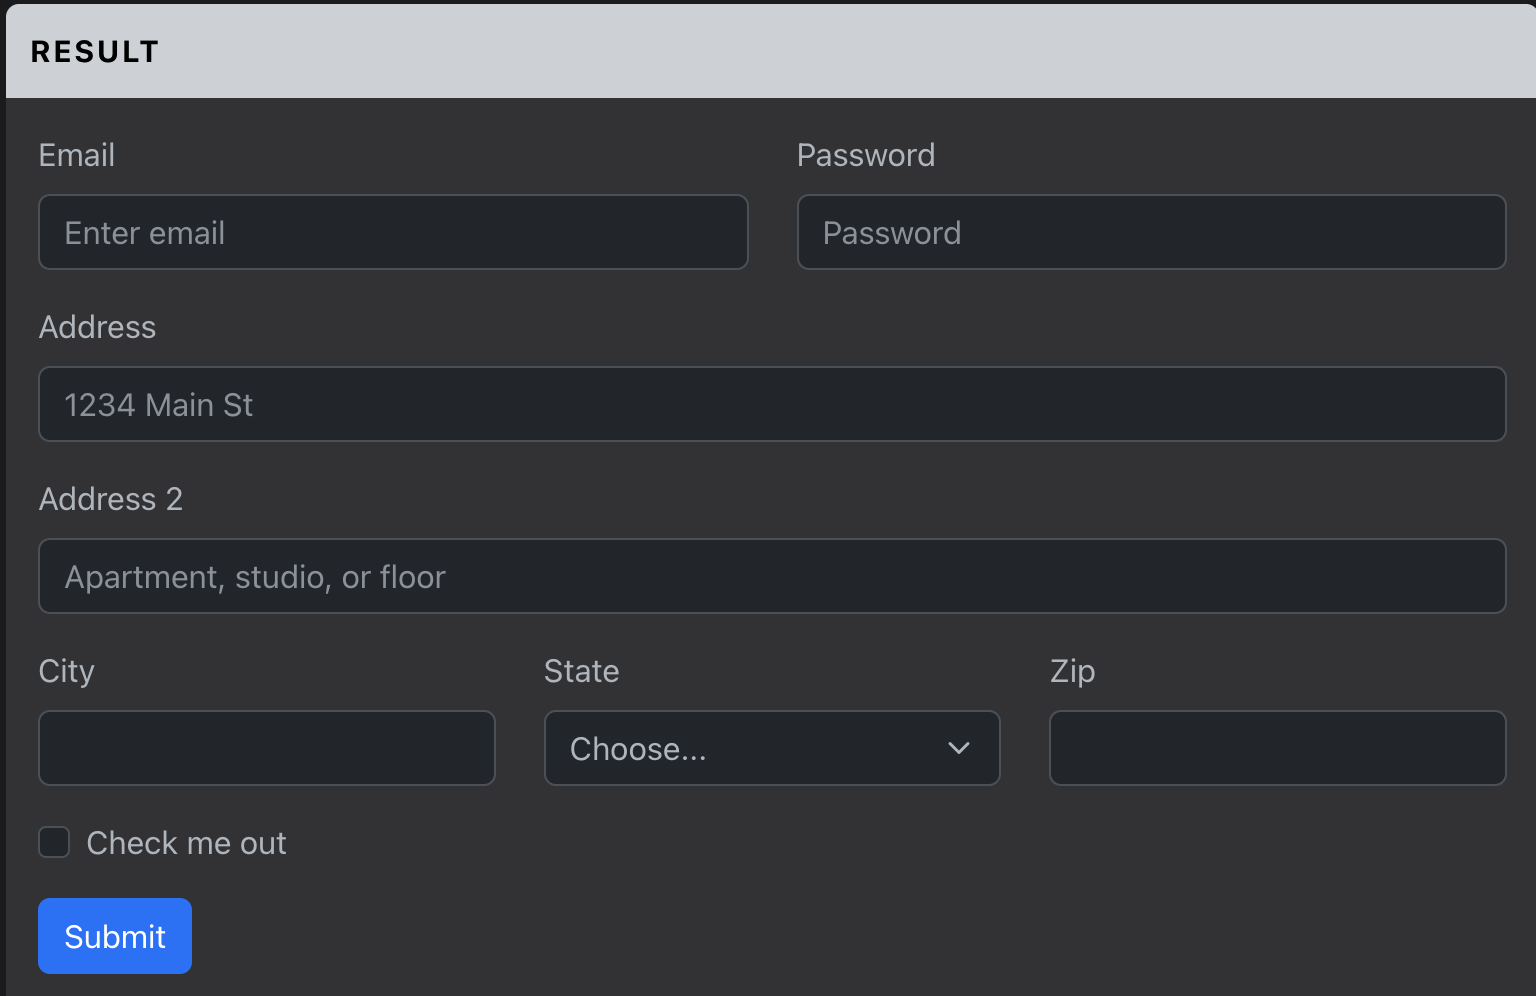 RESULT
Email Password
Enter email Password
Address
1234 Main St
Address 2
Apartment, studio, or floor
City State Zip
Choose...
Check me out
Submit